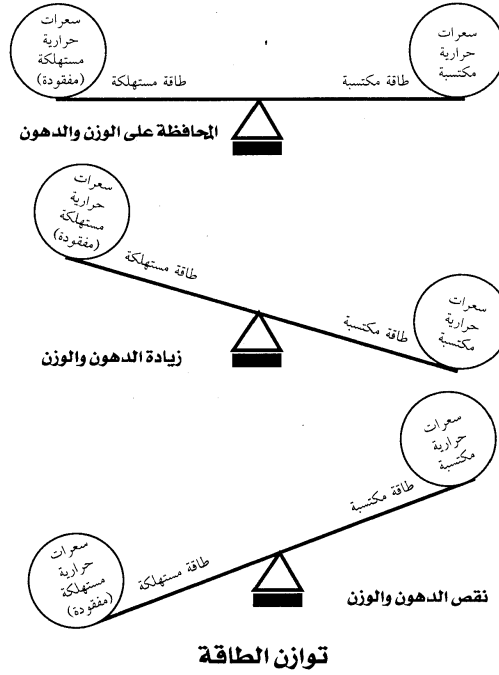 سعرات
حرارية
مكتسبة
سعرات
حرارية
مستهلكة
(مفقودة)
طاقة مكتسبة
طاقة مستهلكة
المحافظة على الوزن والدهون
سعرات
حرارية
مستهلكة
(مفقودة)
طاقة مستهلكة
سعرات
حرارية
مكتسبة
طاقة مكتسبة
زيادة الدهون والوزن
سعرات
حرارية
مكتسبة
طاقة مكتسبة
سعرات
حرارية
مستهلكة
(مفقودة)
طاقة مستهلكة
نقص الدهون والوزن
توازن الطاقة